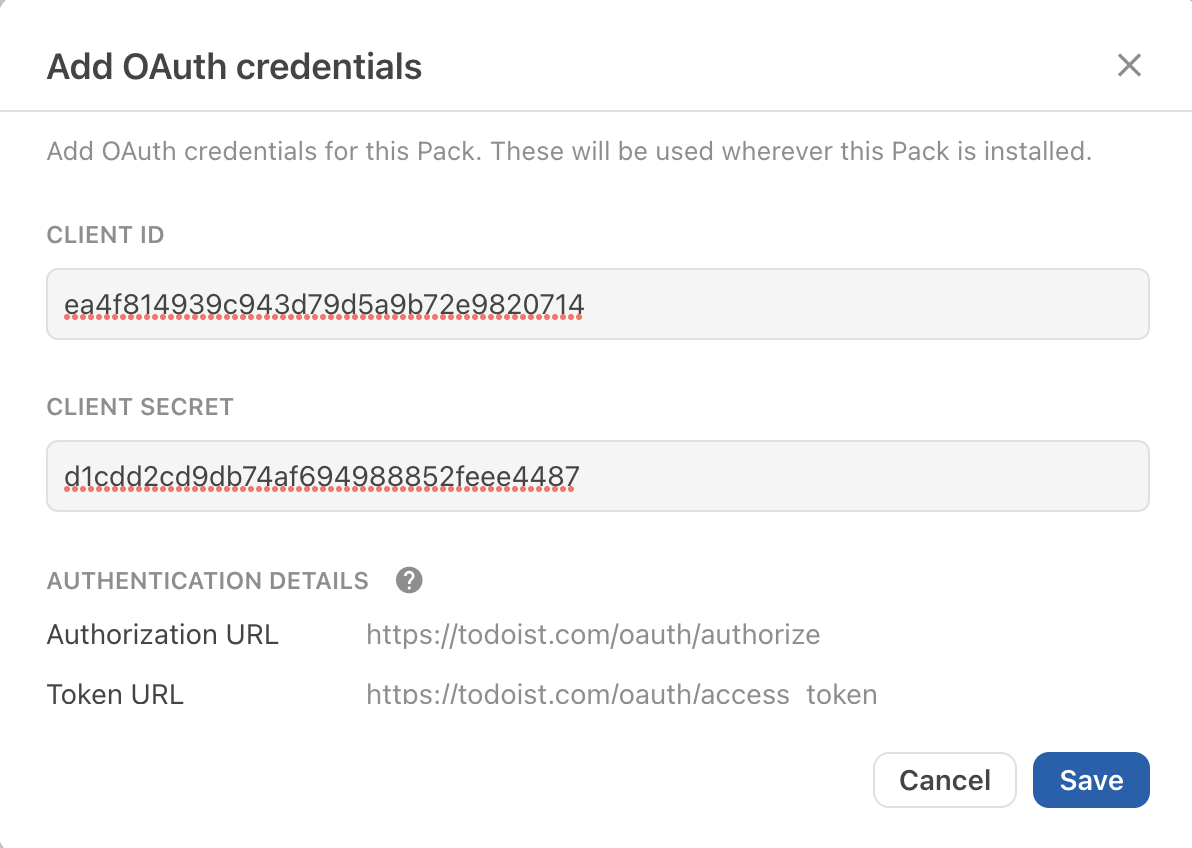 Add OAuth credentials
Add OAuth credentials for this Pack. These will be used wherever this Pack is installed.
CLIENT ID
ea4f814939c943d79d5a9b72e9820714
CLIENT SECRET
d1cdd2cd9db74af694988852feee4487
AUTHENTICATION DETAILS ?
Authorization URL https://todoist.com/oauth/authorize
Token URL https://todoist.com/oauth/access_token
Cancel Save